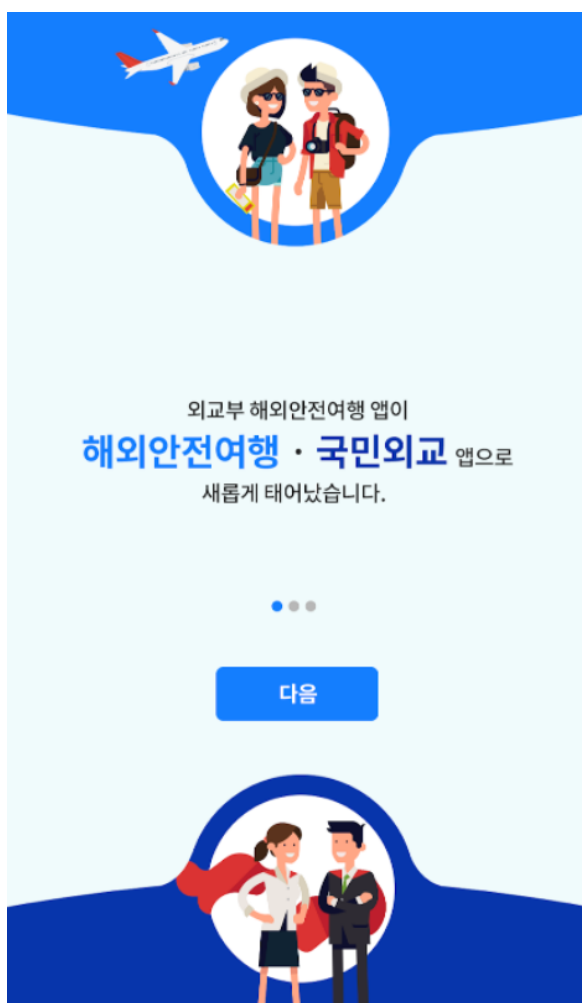 외교부 해외안전여행 앱이
해외안전여행 · 국민외교 앱으로
새롭게 태어났습니다.
다음